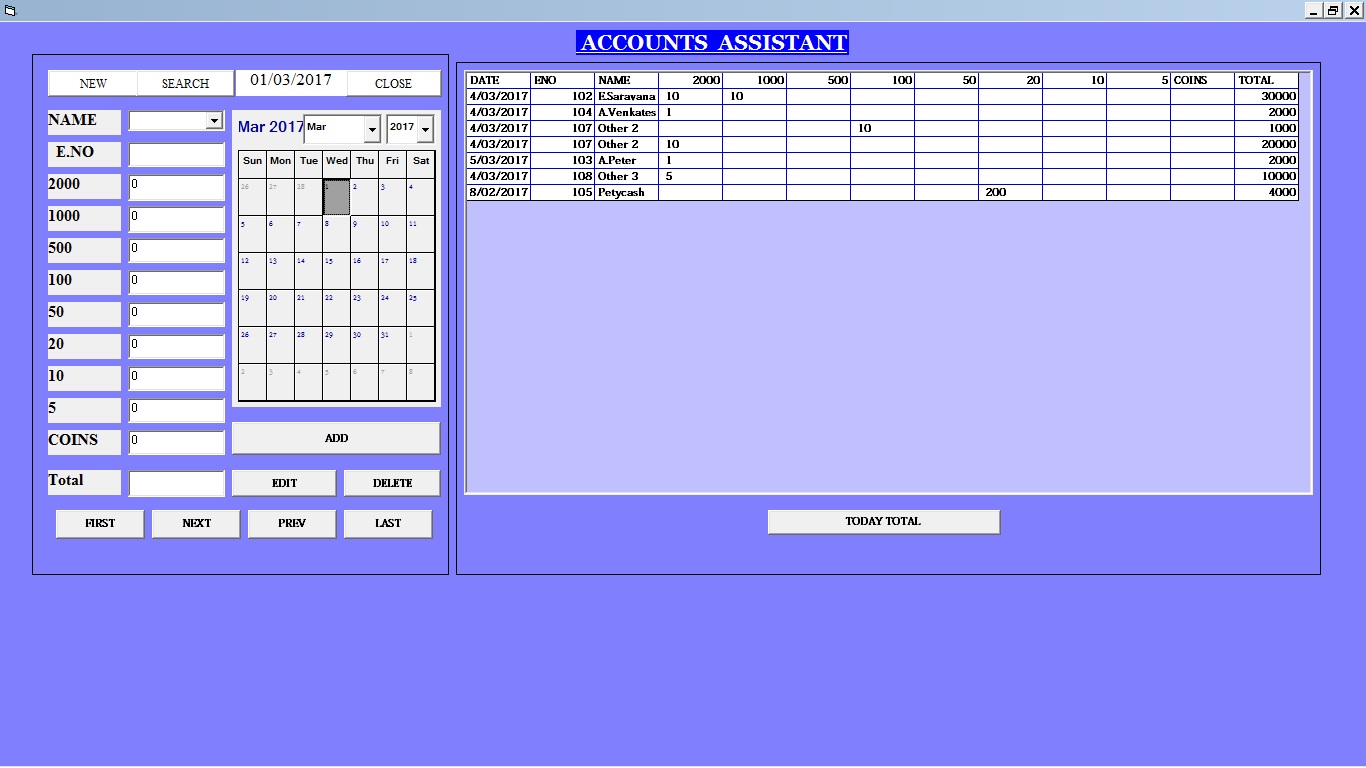 ACCOUNTS ASSISTANT
NEW SEARCH 01/03/2017 CLOSE
NAME
E.NO
2000 0
1000 0
500 0
100 0
50 0
20 0
10 0
5 0
COINS 0
Total
Mar 2017 Mar 2017
Sun Mon Tue Wed Thu Fri Sat
26 27 28 1 2 3 4
5 6 7 8 9 10 11
12 13 14 15 16 17 18
19 20 21 22 23 24 25
26 27 28 29 30 31 1
2 3 4 5 6 7 8
ADD
EDIT DELETE
FIRST NEXT PREV LAST
DATE ENO NAME 2000 1000 500 100 50 20 10 5 COINS TOTAL
4/03/2017 102 E.Saravana 10 10 30000
4/03/2017 104 A.Venkates 1 2000
4/03/2017 107 Other 2 10 1000
4/03/2017 107 Other 2 10 20000
5/03/2017 103 A.Peter 1 2000
4/03/2017 108 Other 3 5 10000
8/02/2017 105 Petycash 200 4000
TODAY TOTAL